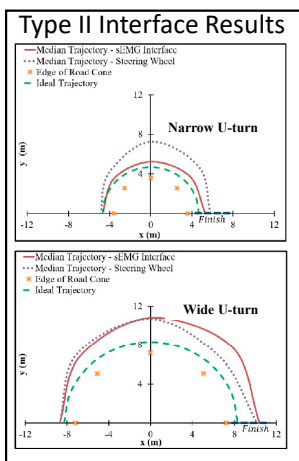 Type II Interface Results
Median Trajectory - sEMG Interface
Median Trajectory - Steering Wheel
Edge of Road Cone
Ideal Trajectory
Narrow U-turn
y (m)
12
8
4
0
-12
-8
-4
0
4
8
12
Finish
x (m)
Median Trajectory - sEMG Interface
Median Trajectory - Steering Wheel
Edge of Road Cone
Ideal Trajectory
Wide U-turn
y (m)
12
8
4
0
-12
-8
-4
0
4
8
12
Finish
x (m)